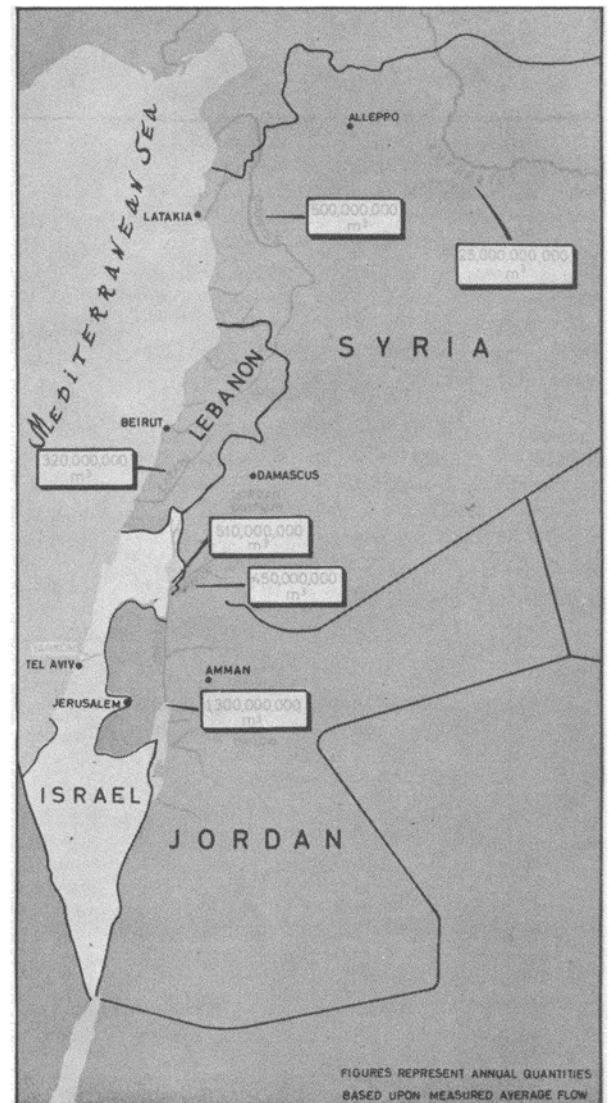 MEDITERRANEAN SEA
ALLEPPO
LATAKIA
500,000,000
m³
25,000,000,000
m³
SYRIA
LEBANON
BEIRUT
320,000,000
m³
DAMASCUS
510,000,000
m³
450,000,000
m³
TEL AVIV
AMMAN
JERUSALEM
1,300,000,000
m³
ISRAEL
JORDAN
FIGURES REPRESENT ANNUAL QUANTITIES
BASED UPON MEASURED AVERAGE FLOW